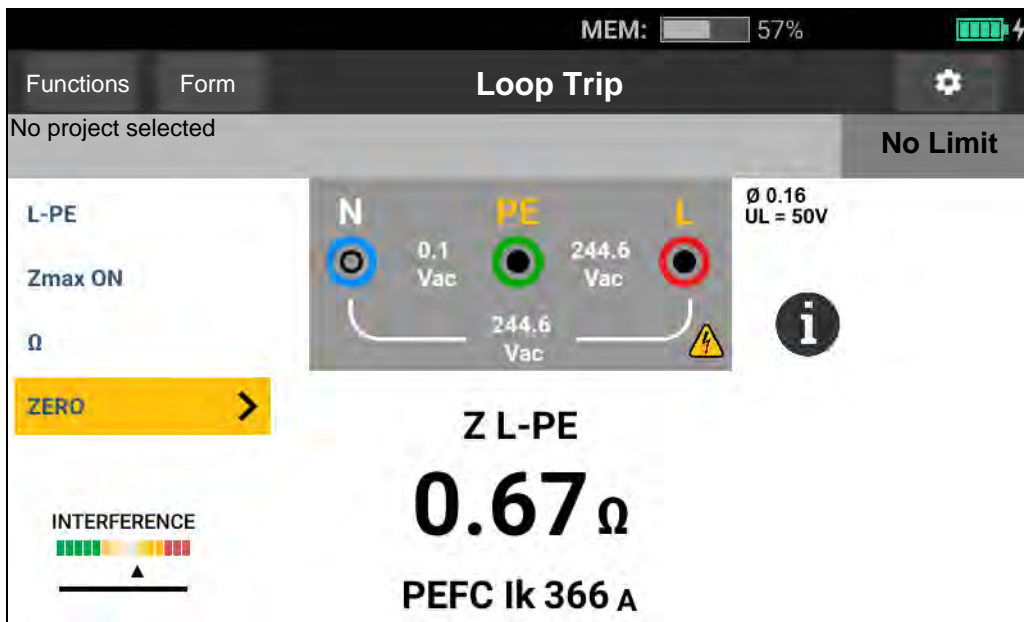 MEM: 57%
Functions Form Loop Trip
No project selected
No Limit
L-PE
Zmax ON
Ω
ZERO
INTERFERENCE
N PE L
0.1 Vac
244.6 Vac
244.6 Vac
Ø 0.16
UL = 50V
i
Z L-PE
0.67 Ω
PEFC Ik 366 A